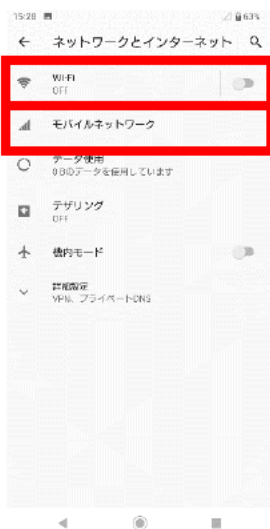 15:28 63%
ネットワークとインターネット
Wi-Fi
OFF
モバイルネットワーク
データ使用
0 Bのデータを使用しています
テザリング
OFF
機内モード
詳細設定
VPN、プライベートDNS